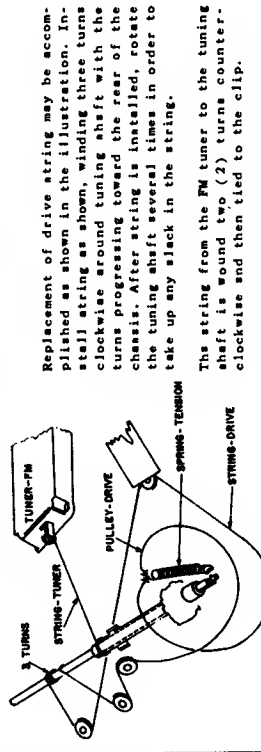 Replacement of drive string may be accom-
plished as shown in the illustration. In-
stall string as shown, winding three turns
clockwise around tuning shaft with the
turns progressing toward the rear of the
chassis. After string is installed, rotate
the tuning shaft several times in order to
take up any slack in the string.
The string from the FM tuner to the tuning
shaft is wound two (2) turns counter-
clockwise and then tied to the clip.
TUNER-FM
STRING-TUNER
3 TURNS
PULLEY-DRIVE
SPRING-TENSION
STRING-DRIVE